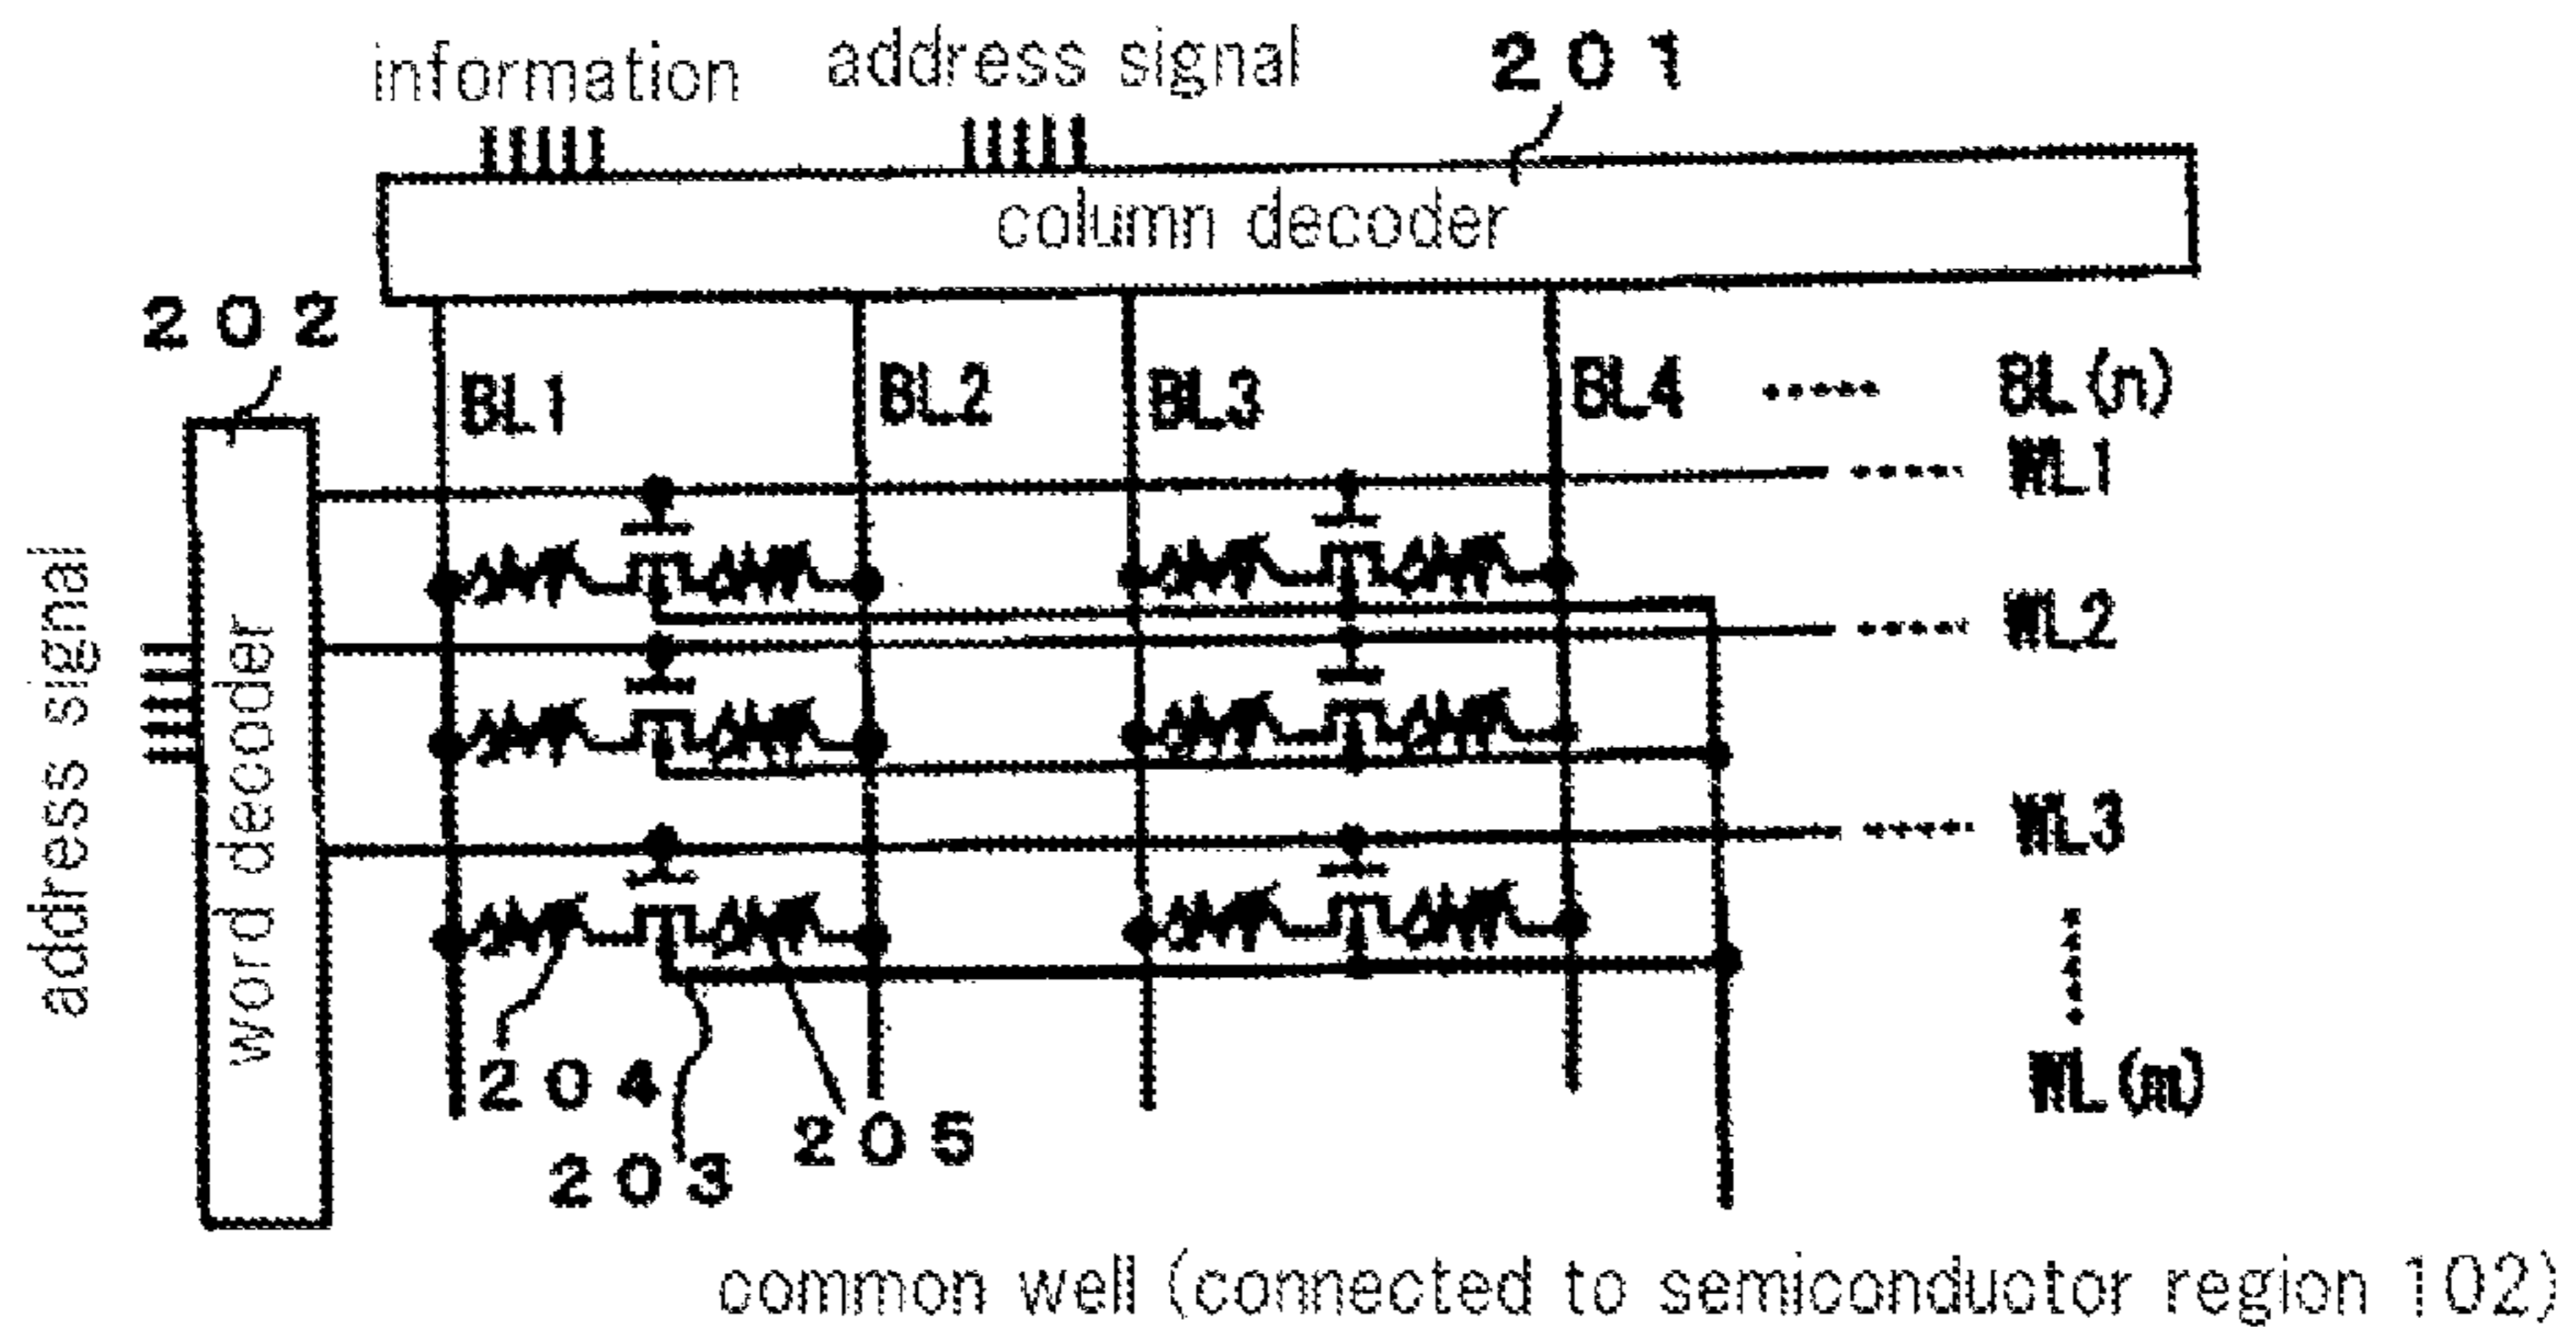 information
address signal
201
column decoder
202
BL1
BL2
BL3
BL4
BL(n)
WL1
WL2
WL3
WL(m)
address signal
word decoder
204
203
205
common well (connected to semiconductor region 102)